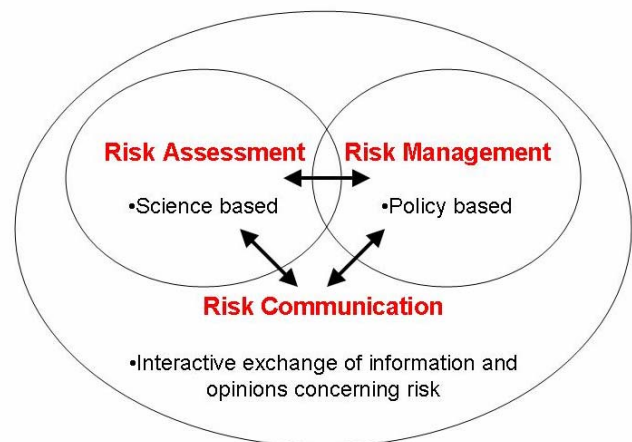 Risk Assessment
Risk Management
•Science based
•Policy based
Risk Communication
•Interactive exchange of information and
opinions concerning risk